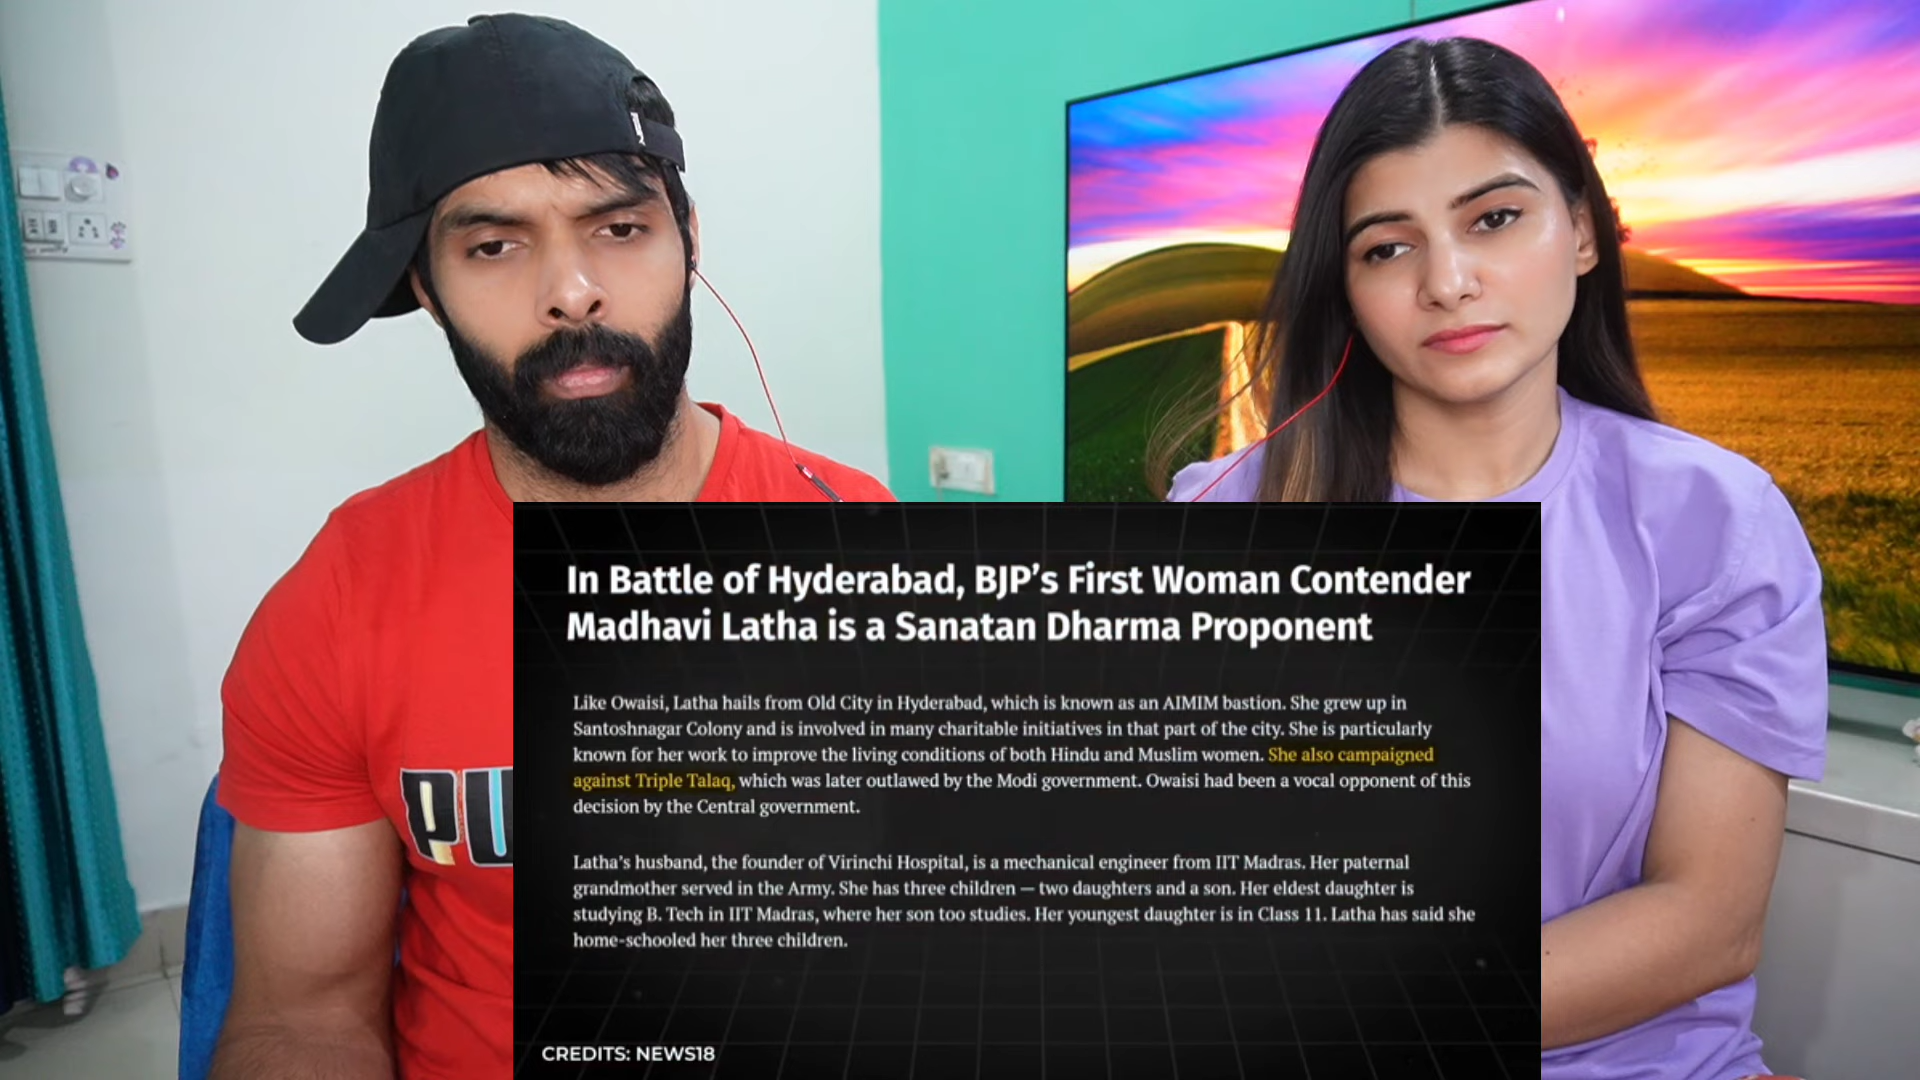 PU
In Battle of Hyderabad, BJP’s First Woman Contender
Madhavi Latha is a Sanatan Dharma Proponent
Like Owaisi, Latha hails from Old City in Hyderabad, which is known as an AIMIM bastion. She grew up in
Santoshnagar Colony and is involved in many charitable initiatives in that part of the city. She is particularly
known for her work to improve the living conditions of both Hindu and Muslim women. She also campaigned
against Triple Talaq, which was later outlawed by the Modi government. Owaisi had been a vocal opponent of this
decision by the Central government.
Latha’s husband, the founder of Virinchi Hospital, is a mechanical engineer from IIT Madras. Her paternal
grandmother served in the Army. She has three children — two daughters and a son. Her eldest daughter is
studying B. Tech in IIT Madras, where her son too studies. Her youngest daughter is in Class 11. Latha has said she
home-schooled her three children.
CREDITS: NEWS18